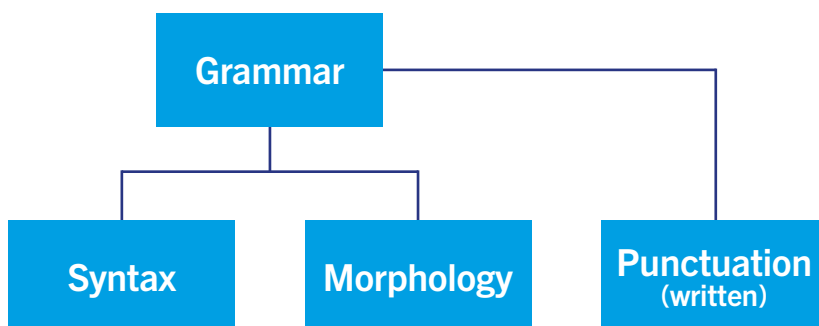 Grammar
Syntax
Morphology
Punctuation
(written)